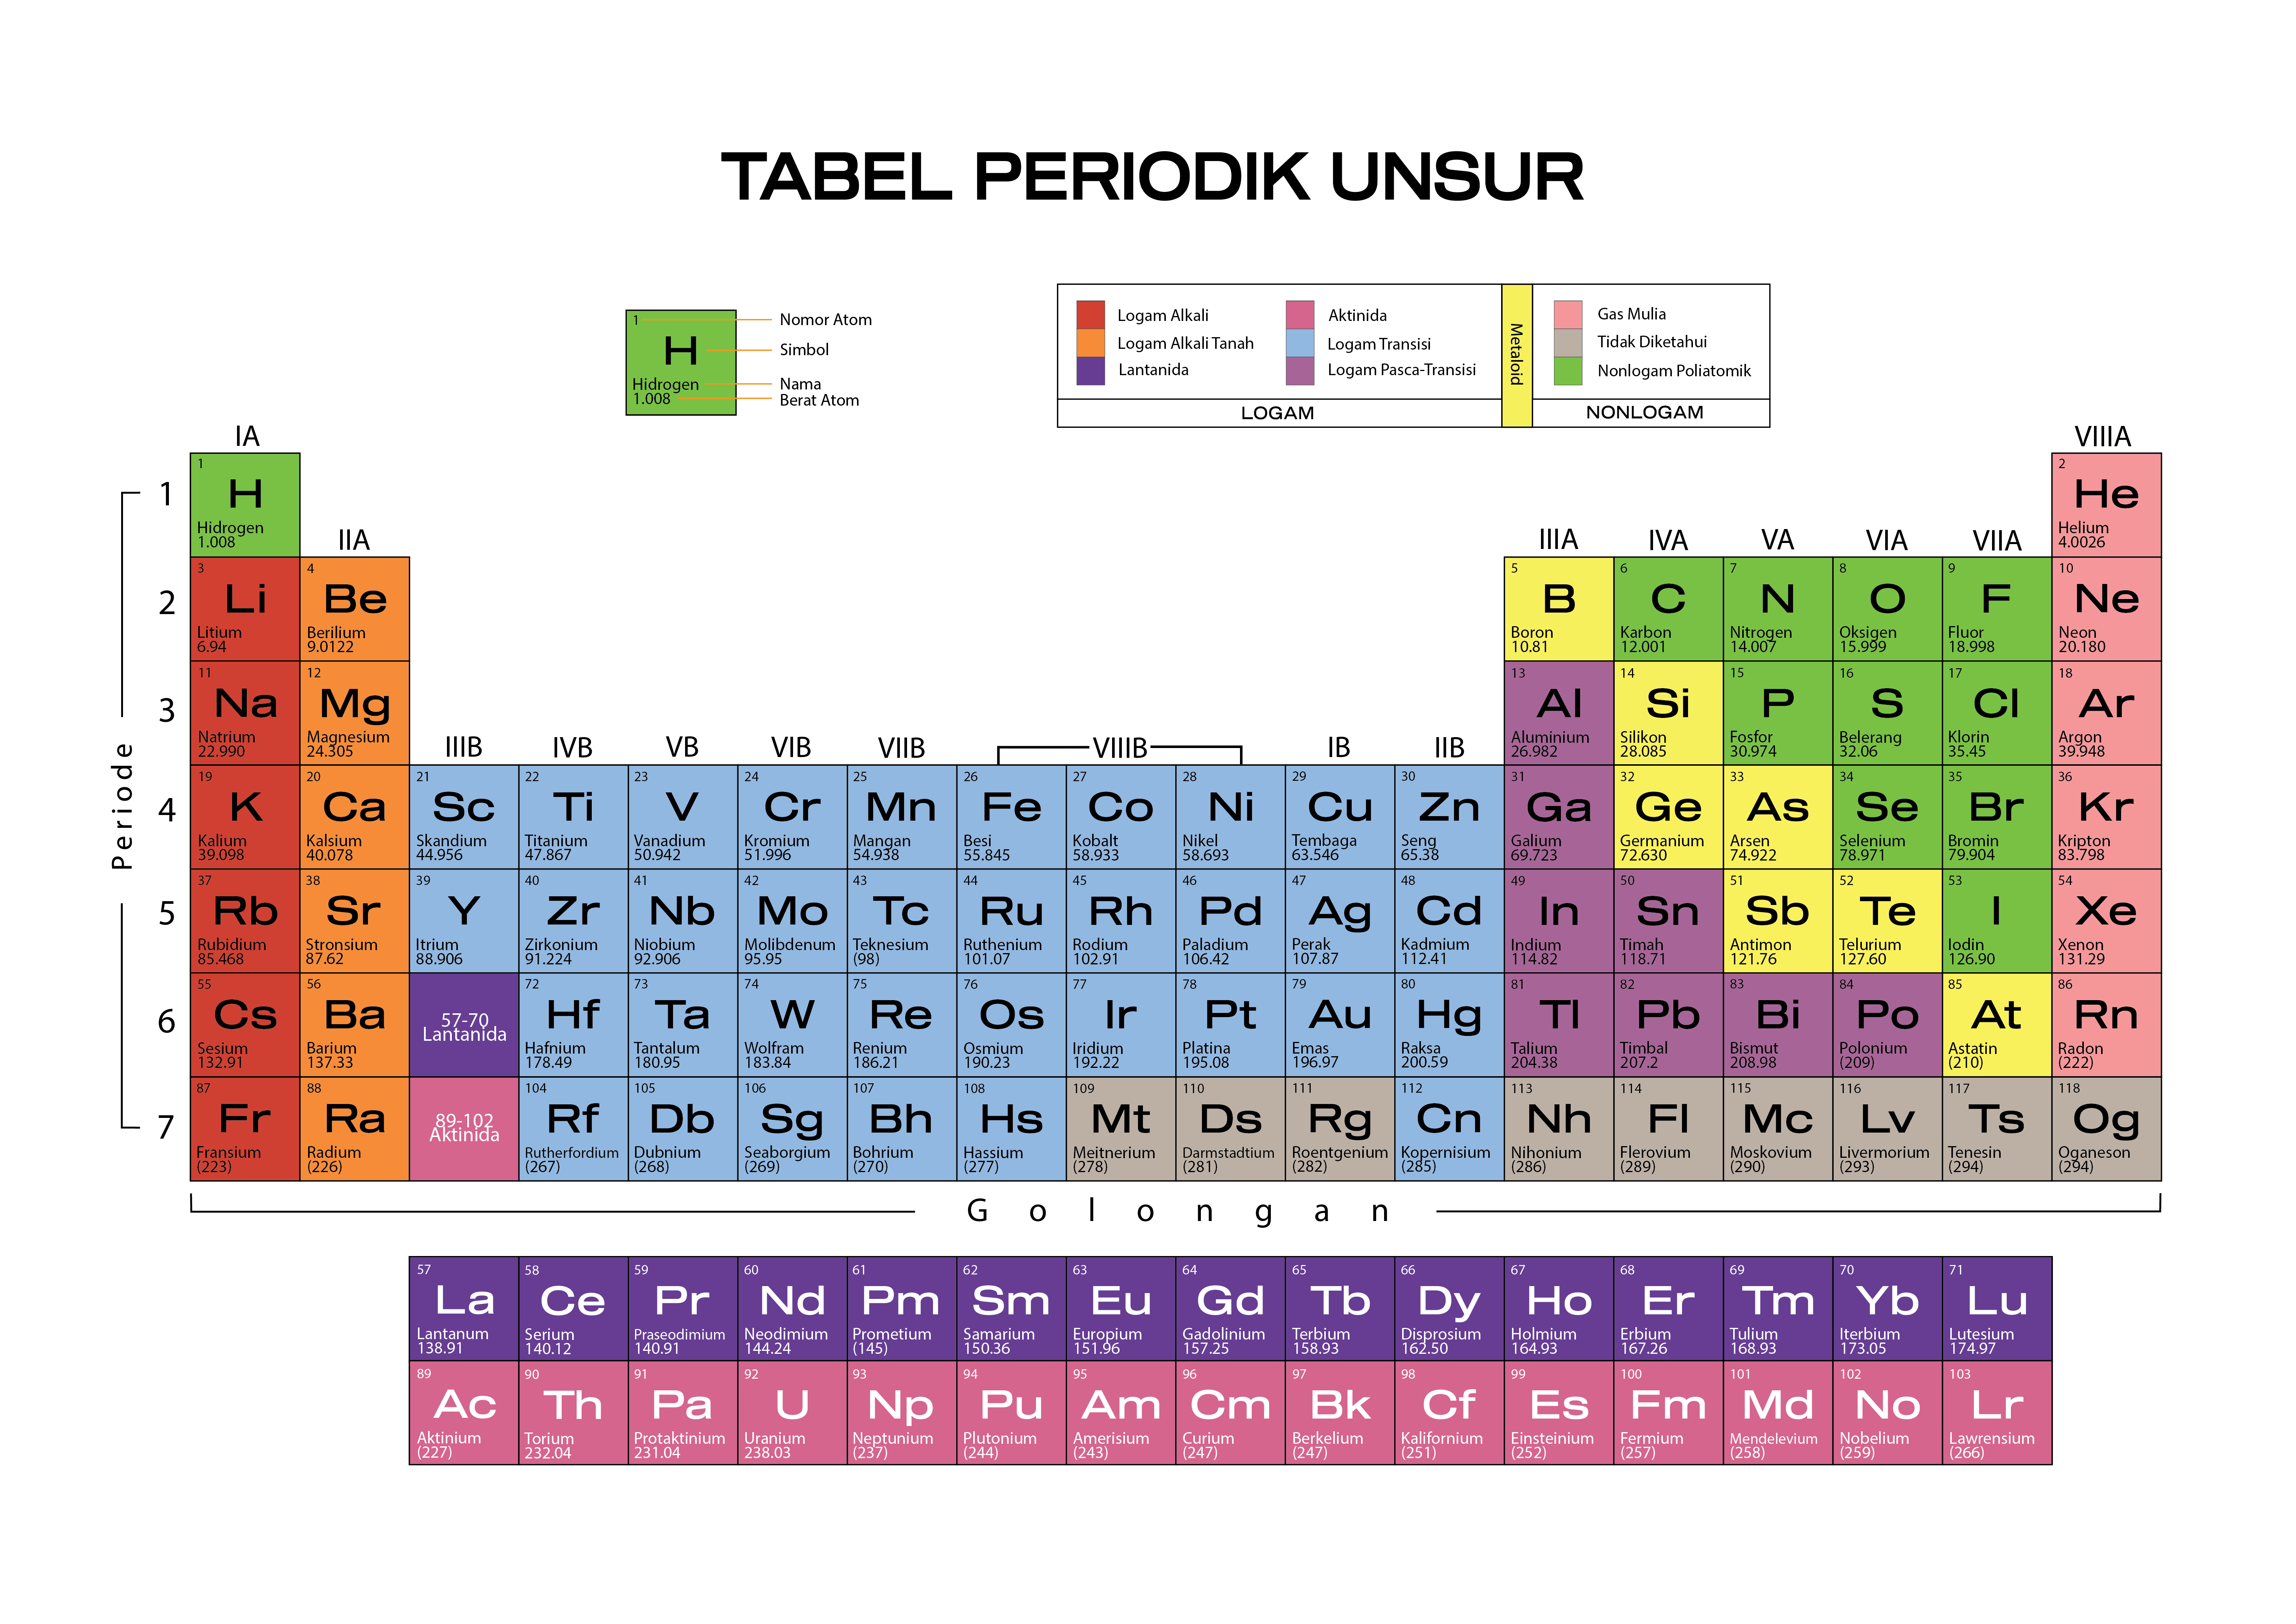 TABEL PERIODIK UNSUR
1
H
Hidrogen
1.008
Nomor Atom
Simbol
Nama
Berat Atom
Logam Alkali
Logam Alkali Tanah
Lantanida
Aktinida
Logam Transisi
Logam Pasca-Transisi
LOGAM
Metaloid
Gas Mulia
Tidak Diketahui
Nonlogam Poliatomik
NONLOGAM
IA
VIIIA
Periode
1
1 H Hidrogen 1.008
2 He Helium 4.0026
IIA
IIIA IVA VA VIA VIIA
2
3 Li Litium 6.94
4 Be Berilium 9.0122
5 B Boron 10.81
6 C Karbon 12.001
7 N Nitrogen 14.007
8 O Oksigen 15.999
9 F Fluor 18.998
10 Ne Neon 20.180
3
11 Na Natrium 22.990
12 Mg Magnesium 24.305
13 Al Aluminium 26.982
14 Si Silikon 28.085
15 P Fosfor 30.974
16 S Belerang 32.06
17 Cl Klorin 35.45
18 Ar Argon 39.948
IIIB IVB VB VIB VIIB VIIIB IB IIB
4
19 K Kalium 39.098
20 Ca Kalsium 40.078
21 Sc Skandium 44.956
22 Ti Titanium 47.867
23 V Vanadium 50.942
24 Cr Kromium 51.996
25 Mn Mangan 54.938
26 Fe Besi 55.845
27 Co Kobalt 58.933
28 Ni Nikel 58.693
29 Cu Tembaga 63.546
30 Zn Seng 65.38
31 Ga Galium 69.723
32 Ge Germanium 72.630
33 As Arsen 74.922
34 Se Selenium 78.971
35 Br Bromin 79.904
36 Kr Kripton 83.798
5
37 Rb Rubidium 85.468
38 Sr Stronsium 87.62
39 Y Itrium 88.906
40 Zr Zirkonium 91.224
41 Nb Niobium 92.906
42 Mo Molibdenum 95.95
43 Tc Teknesium (98)
44 Ru Ruthenium 101.07
45 Rh Rodium 102.91
46 Pd Paladium 106.42
47 Ag Perak 107.87
48 Cd Kadmium 112.41
49 In Indium 114.82
50 Sn Timah 118.71
51 Sb Antimon 121.76
52 Te Telurium 127.60
53 I Iodin 126.90
54 Xe Xenon 131.29
6
55 Cs Sesium 132.91
56 Ba Barium 137.33
57-70 Lantanida
72 Hf Hafnium 178.49
73 Ta Tantalum 180.95
74 W Wolfram 183.84
75 Re Renium 186.21
76 Os Osmium 190.23
77 Ir Iridium 192.22
78 Pt Platina 195.08
79 Au Emas 196.97
80 Hg Raksa 200.59
81 Tl Talium 204.38
82 Pb Timbal 207.2
83 Bi Bismut 208.98
84 Po Polonium (209)
85 At Astatin (210)
86 Rn Radon (222)
7
87 Fr Fransium (223)
88 Ra Radium (226)
89-102 Aktinida
104 Rf Rutherfordium (267)
105 Db Dubnium (268)
106 Sg Seaborgium (269)
107 Bh Bohrium (270)
108 Hs Hassium (277)
109 Mt Meitnerium (278)
110 Ds Darmstadtium (281)
111 Rg Roentgenium (282)
112 Cn Kopernisium (285)
113 Nh Nihonium (286)
114 Fl Flerovium (289)
115 Mc Moskovium (290)
116 Lv Livermorium (293)
117 Ts Tenesin (294)
118 Og Oganeson (294)
Golongan
57 La Lantanum 138.91
58 Ce Serium 140.12
59 Pr Praseodimium 140.91
60 Nd Neodimium 144.24
61 Pm Prometium (145)
62 Sm Samarium 150.36
63 Eu Europium 151.96
64 Gd Gadolinium 157.25
65 Tb Terbium 158.93
66 Dy Disprosium 162.50
67 Ho Holmium 164.93
68 Er Erbium 167.26
69 Tm Tulium 168.93
70 Yb Iterbium 173.05
71 Lu Lutesium 174.97
89 Ac Aktinium (227)
90 Th Torium 232.04
91 Pa Protaktinium 231.04
92 U Uranium 238.03
93 Np Neptunium (237)
94 Pu Plutonium (244)
95 Am Amerisium (243)
96 Cm Curium (247)
97 Bk Berkelium (247)
98 Cf Kalifornium (251)
99 Es Einsteinium (252)
100 Fm Fermium (257)
101 Md Mendelevium (258)
102 No Nobelium (259)
103 Lr Lawrensium (266)